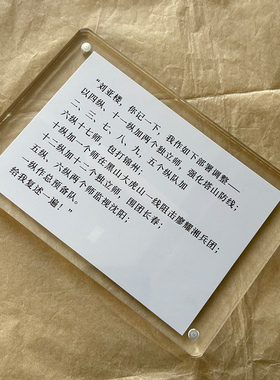 “刘亚楼，你记一下，我作如下部署调整——
以四纵、十一纵加两个独立师　强化塔山防线；
二、三、七、八、九，五个纵队加
六纵十七师，包打锦州；
十纵加一个师在黑山大虎山一线阻击廖耀湘兵团；
十二纵加十二个独立师，围困长春；
五纵，六纵两个师监视沈阳；
一纵作总预备队。
给我复述一遍！”